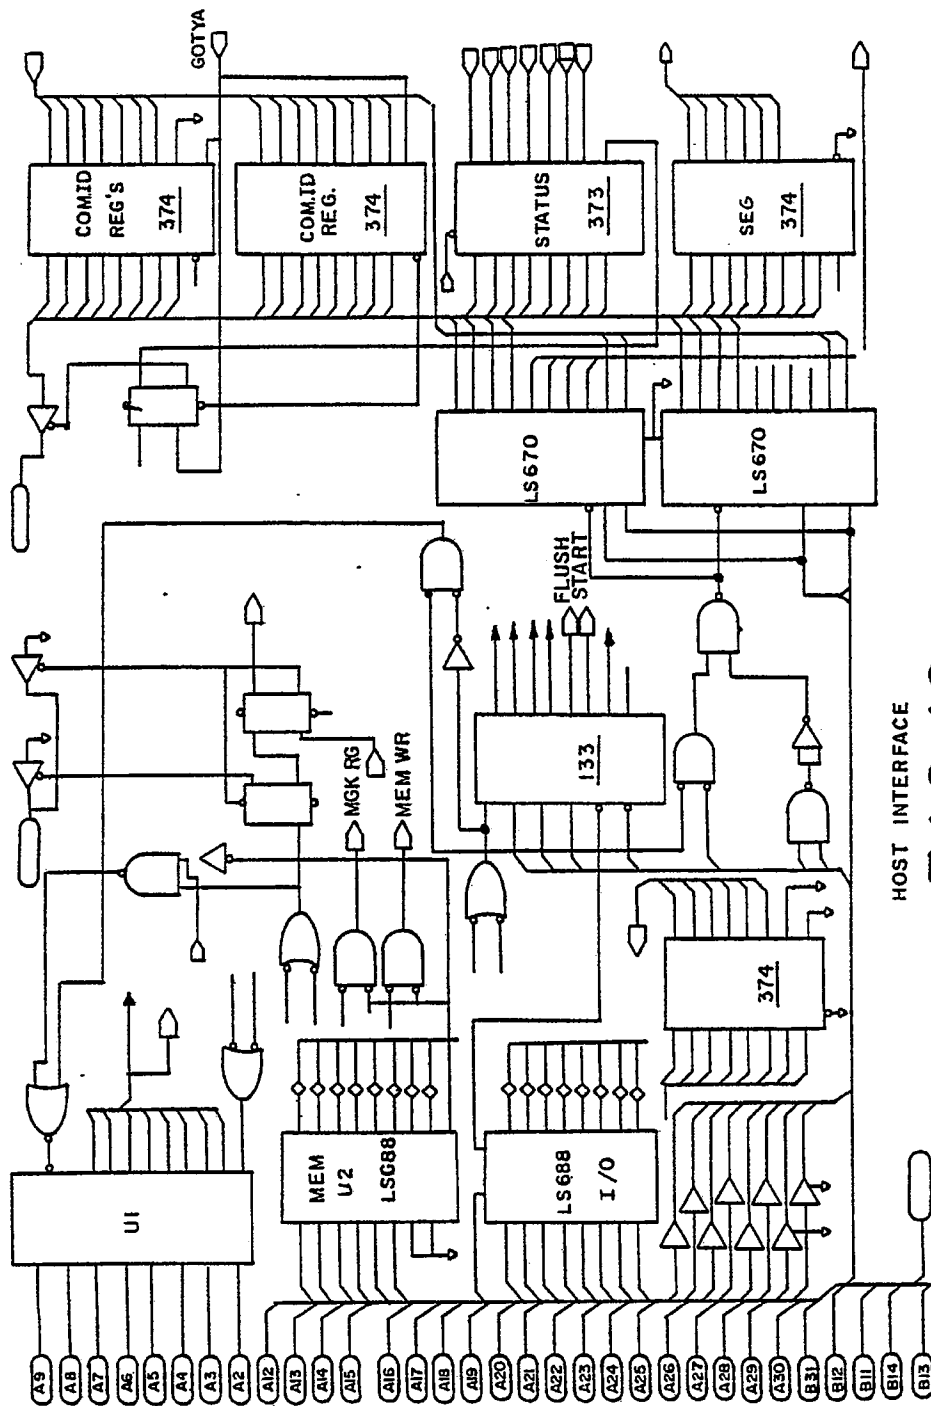 A9
A8
A7
A6
A5
A4
A3
A2
A12
A13
A14
A15
A16
A17
A18
A19
A20
A21
A22
A23
A24
A25
A26
A27
A28
A29
A30
B31
B12
B11
B14
B13
U1
MEM
U2
LS688
LS688
I/O
374
MGK RG
MEM WR
133
FLUSH
START
LS670
LS670
COM.ID
REG'S
374
COM.ID
REG.
374
STATUS
373
SEG
374
GOTYA
HOST INTERFACE